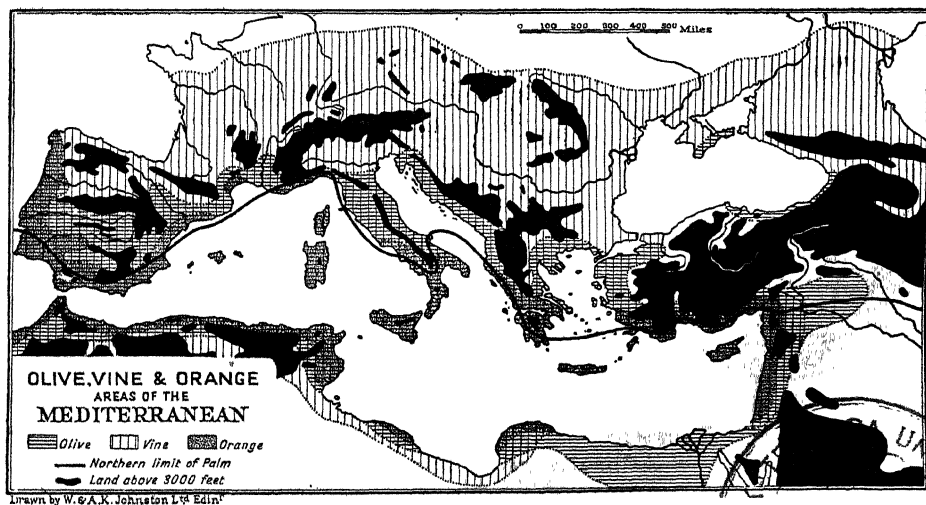 0 100 200 300 400 500 Miles
OLIVE, VINE & ORANGE
AREAS OF THE
MEDITERRANEAN
Olive Vine Orange
Northern limit of Palm
Land above 3000 feet
Drawn by W. & A.K. Johnston Ltd Edinr